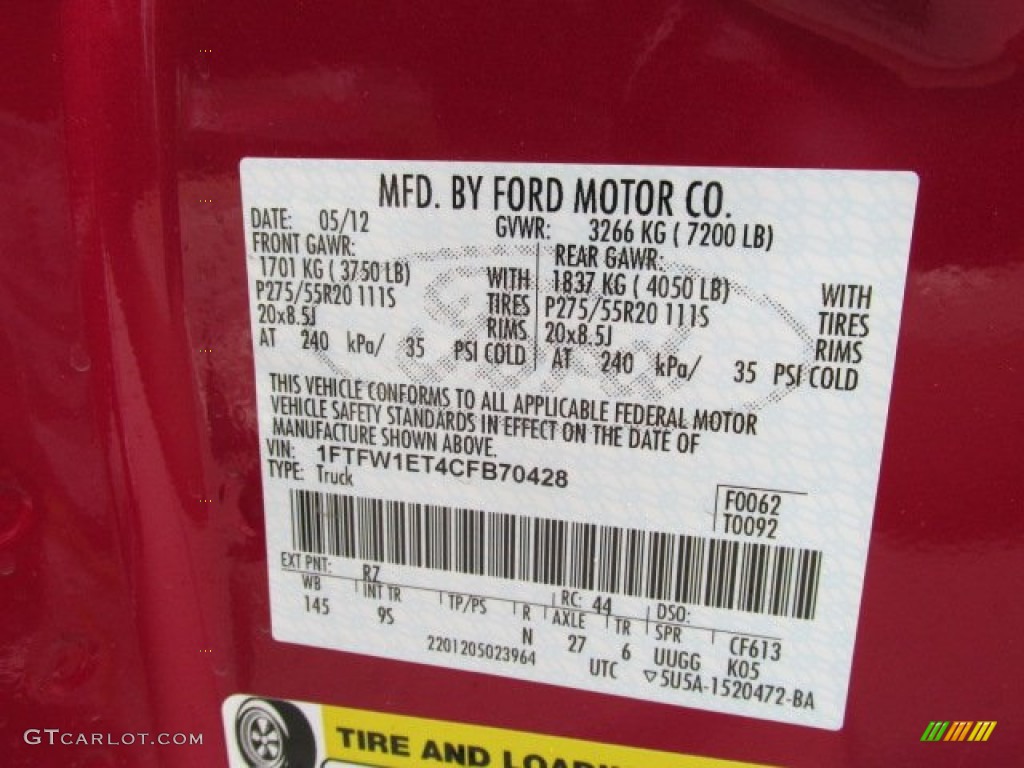 MFD. BY FORD MOTOR CO.
DATE: 05/12 GVWR: 3266 KG ( 7200 LB)
FRONT GAWR: REAR GAWR:
1701 KG ( 3750 LB) WITH 1837 KG ( 4050 LB) WITH
P275/55R20 111S TIRES P275/55R20 111S TIRES
20x8.5J RIMS 20x8.5J RIMS
AT 240 kPa/ 35 PSI COLD AT 240 kPa/ 35 PSI COLD
THIS VEHICLE CONFORMS TO ALL APPLICABLE FEDERAL MOTOR
VEHICLE SAFETY STANDARDS IN EFFECT ON THE DATE OF
MANUFACTURE SHOWN ABOVE.
VIN: 1FTFW1ET4CFB70428
TYPE: Truck
F0062
T0092
EXT PNT: RZ RC: 44 DSO:
WB INT TR TP/PS R AXLE TR SPR CF613
145 95 N 27 6 UUGG K05
2201205023964 UTC ▽5U5A-1520472-BA
TIRE AND LOADI
GTCARLOT.COM